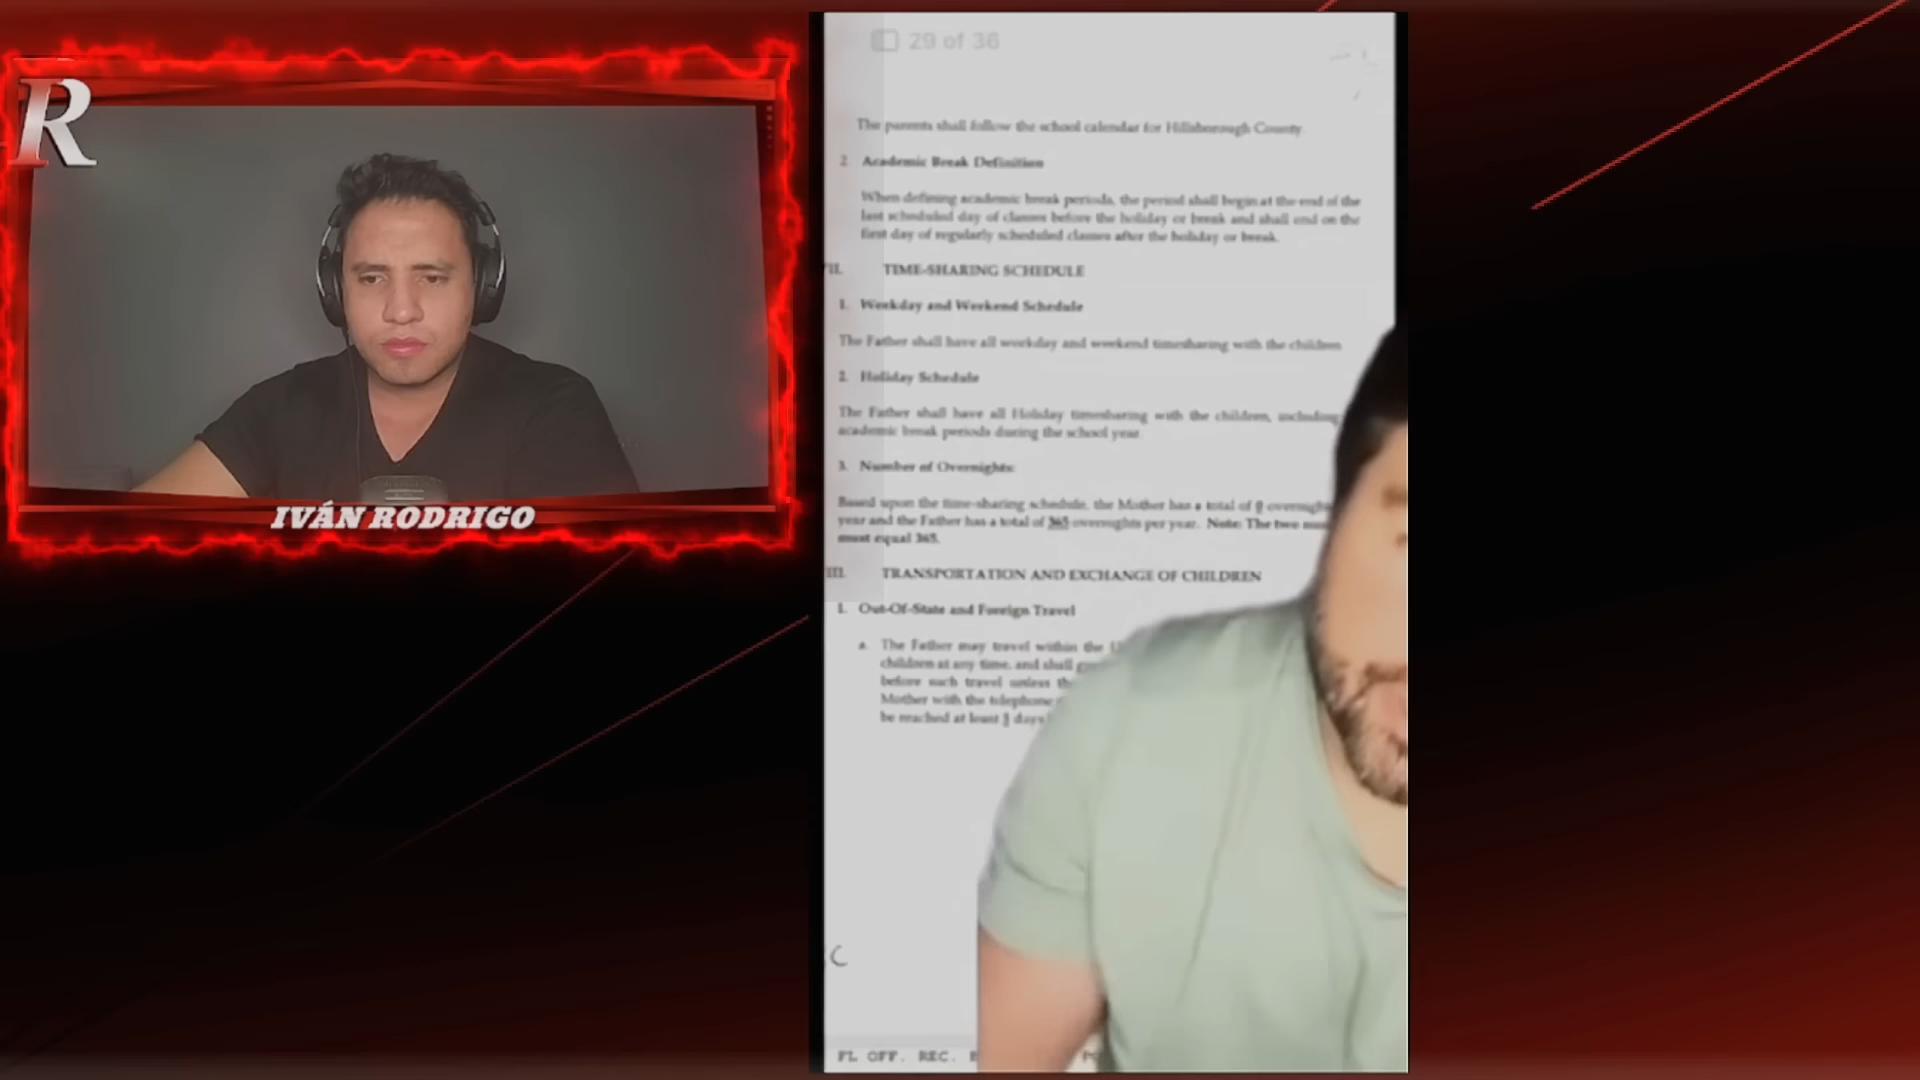 R
IVÁN RODRIGO
29 of 36
The parents shall follow the school calendar for Hillsborough County.
2. Academic Break Definition
When defining academic break periods, the period shall begin at the end of the
last scheduled day of classes before the holiday or break and shall end on the
first day of regularly scheduled classes after the holiday or break.
II. TIME-SHARING SCHEDULE
1. Weekday and Weekend Schedule
The Father shall have all weekday and weekend timesharing with the children
2. Holiday Schedule
The Father shall have all Holiday timesharing with the children, including
academic break periods during the school year.
3. Number of Overnights:
Based upon the time-sharing schedule, the Mother has a total of 0 overnights
year and the Father has a total of 365 overnights per year. Note: The two
must equal 365.
III. TRANSPORTATION AND EXCHANGE OF CHILDREN
1. Out-Of-State and Foreign Travel
a. The Father may travel within the
children at any time, and shall
before such travel unless
Mother with the telephone
be reached at least days
FL OFF. REC.